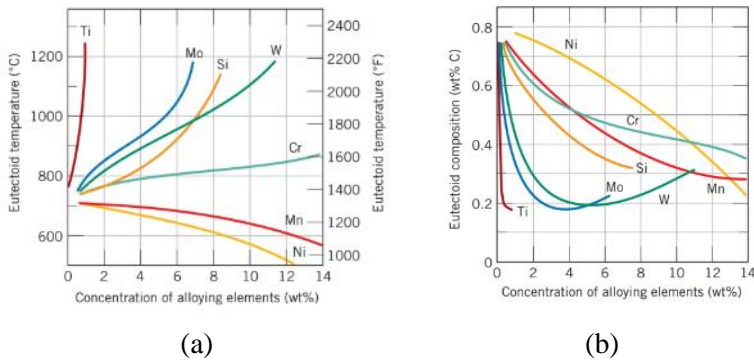 Eutectoid temperature (°C)
1200
1000
800
600
Ti
Mo
Si
W
Cr
Mn
Ni
2400
2200
2000
1800
1600
1400
1200
1000
Eutectoid temperature (°F)
0 2 4 6 8 10 12 14
Concentration of alloying elements (wt%)
(a)
Eutectoid composition (wt% C)
0.8
0.6
0.4
0.2
0
Ni
Cr
Si
Mo
W
Mn
Ti
0 2 4 6 8 10 12 14
Concentration of alloying elements (wt%)
(b)